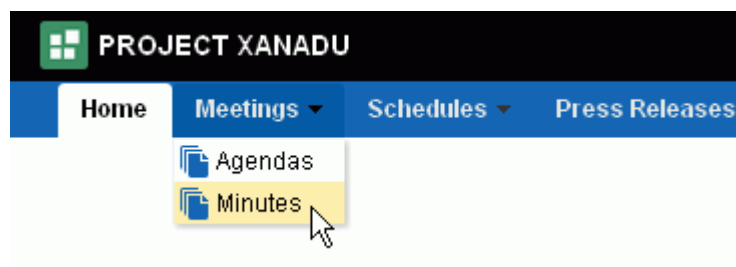 PROJECT XANADU
Home Meetings Schedules Press Releases
Agendas
Minutes